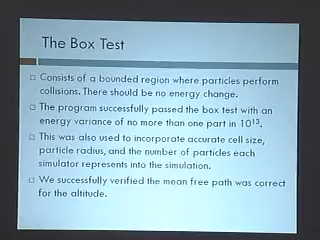 The Box Test
□ Consists of a bounded region where particles perform
collisions. There should be no energy change.
□ The program successfully passed the box test with an
energy variance of no more than one part in 10¹³.
□ This was also used to incorporate accurate cell size,
particle radius, and the number of particles each
simulator represents into the simulation.
□ We successfully verified the mean free path was correct
for the altitude.